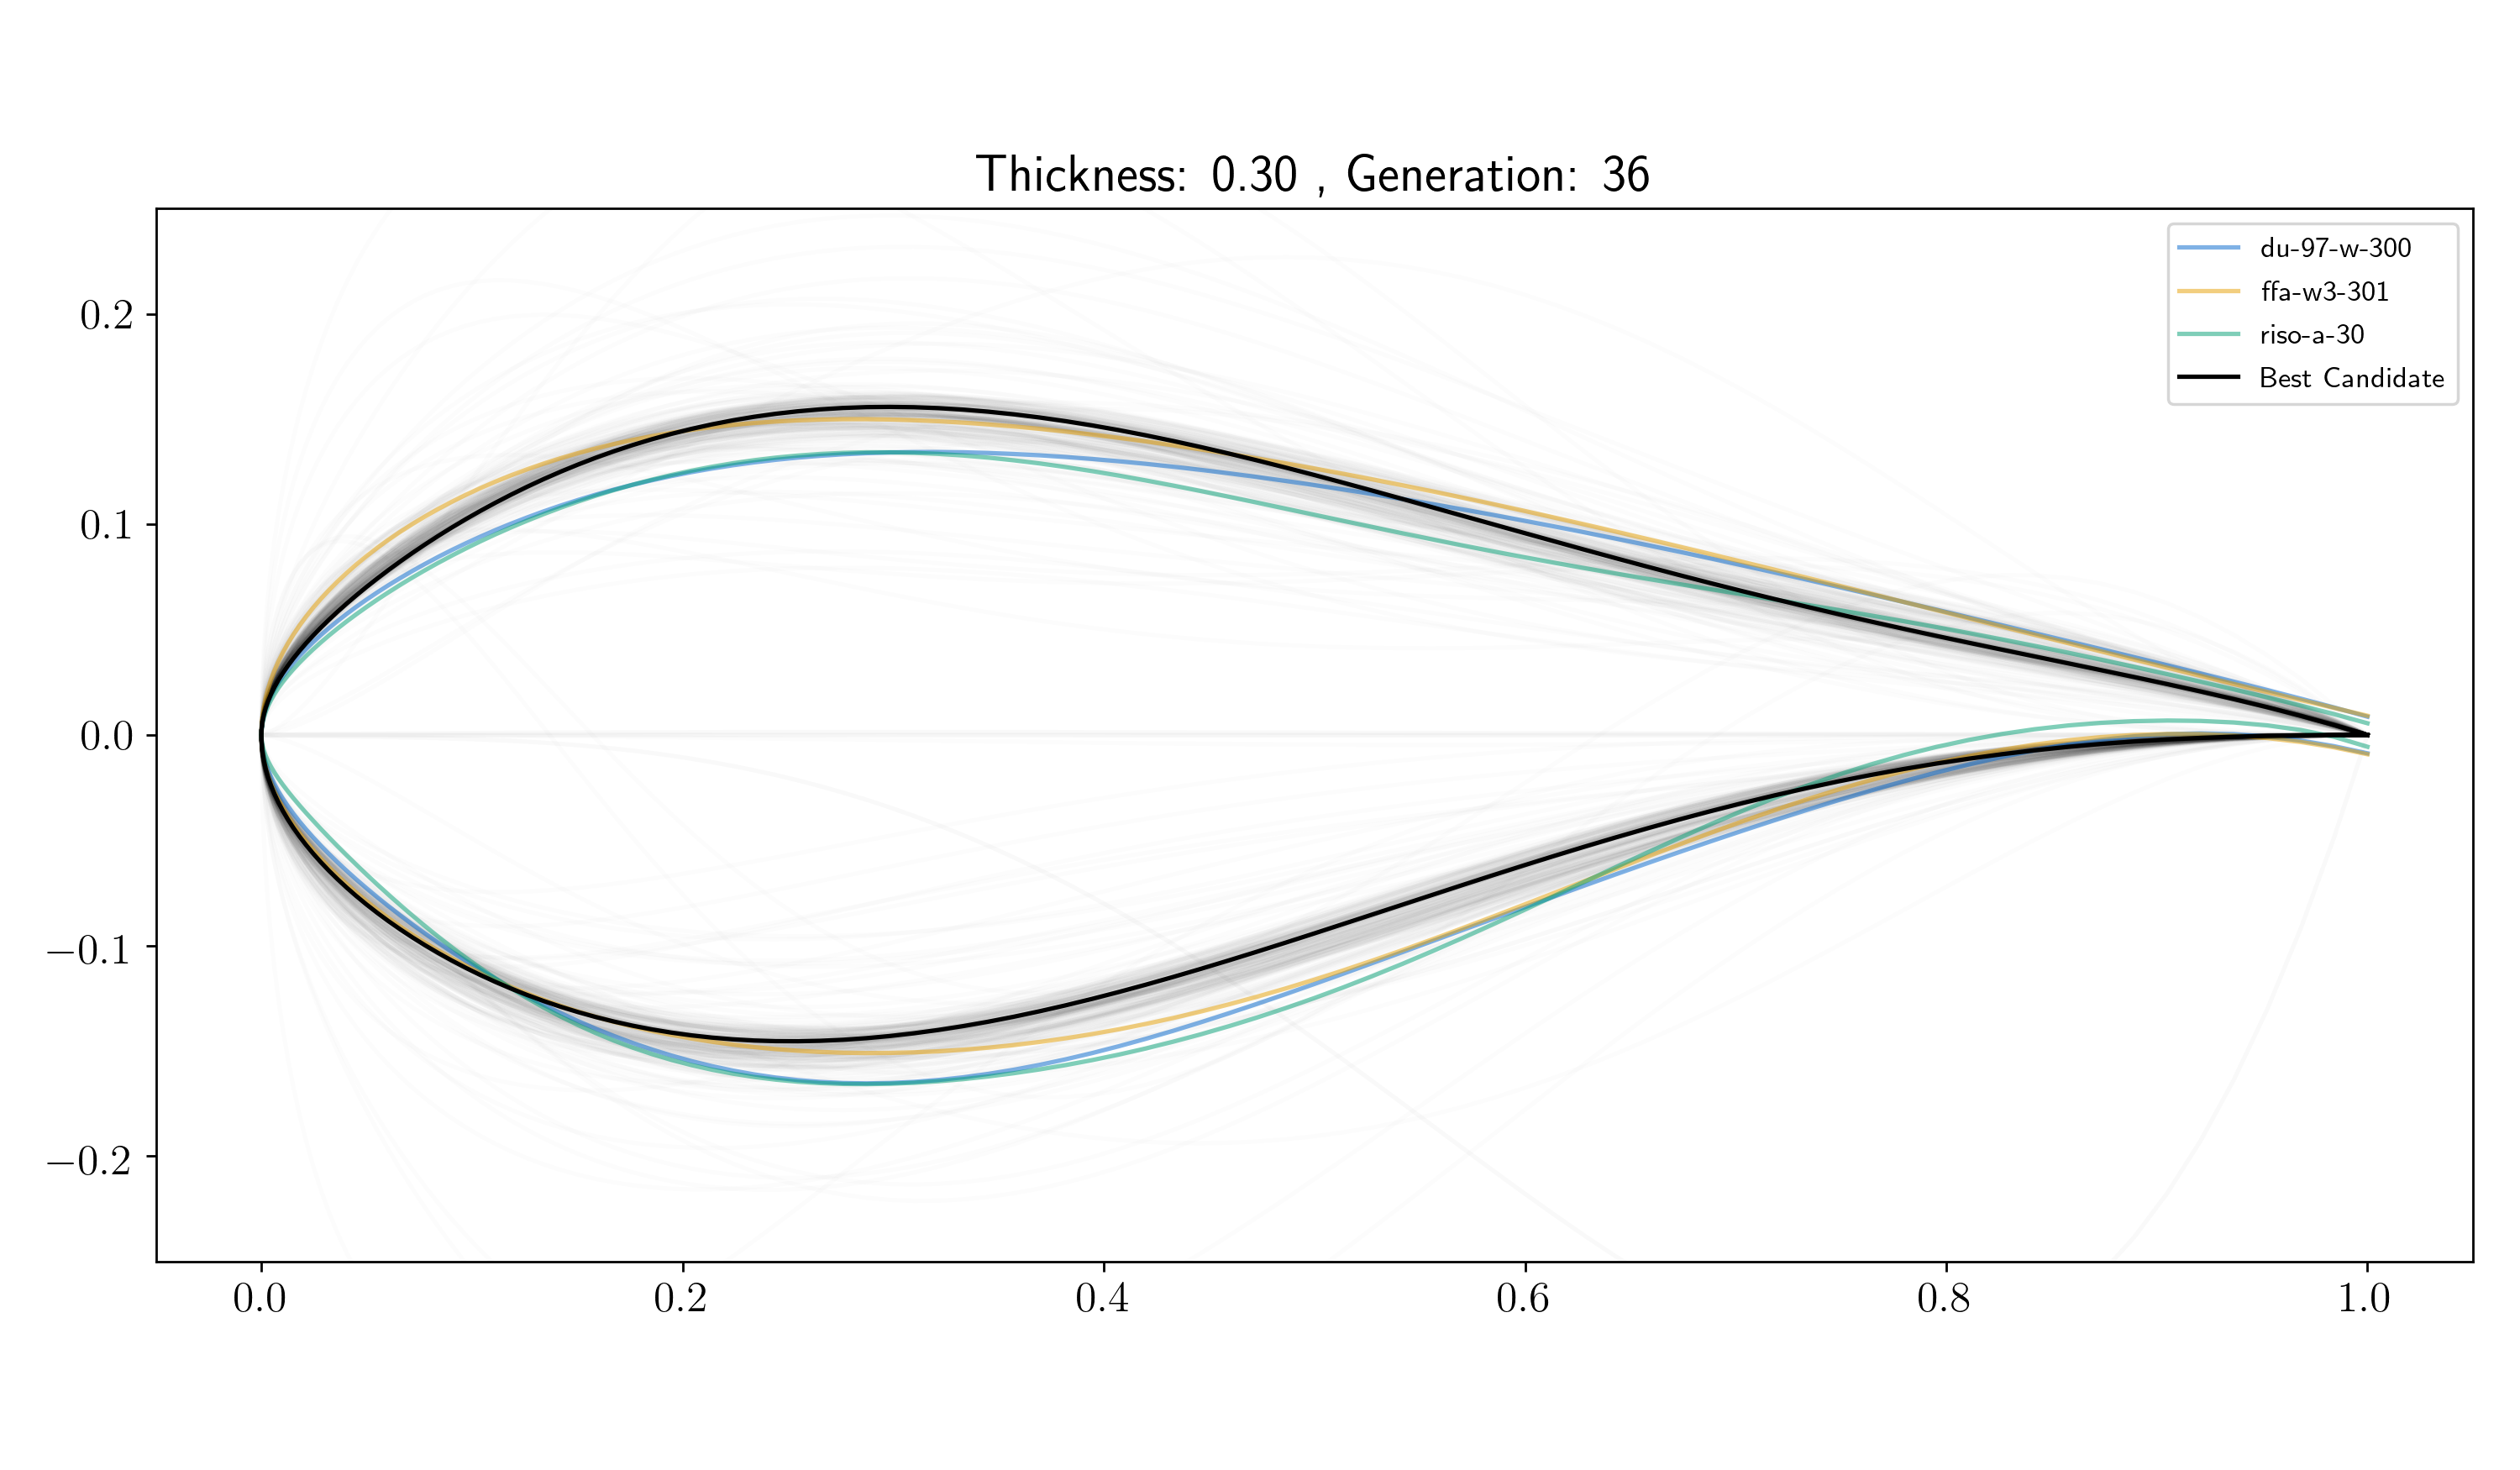 Thickness: 0.30 , Generation: 36
du-97-w-300
ffa-w3-301
riso-a-30
Best Candidate
0.2
0.1
0.0
−0.1
−0.2
0.0 0.2 0.4 0.6 0.8 1.0